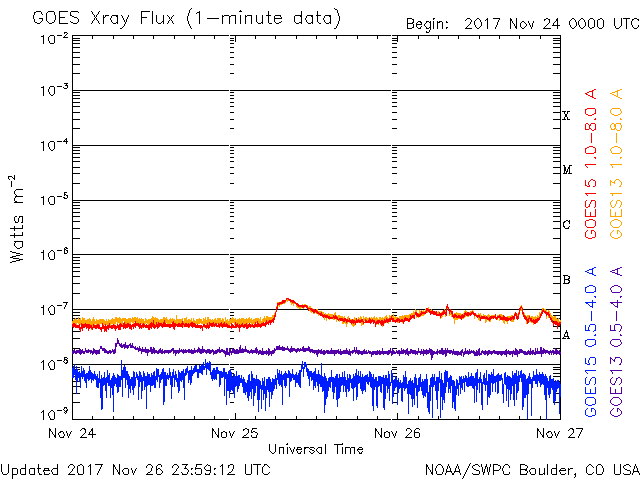 GOES Xray Flux (1-minute data)
Begin: 2017 Nov 24 0000 UTC
10⁻²
10⁻³
10⁻⁴
10⁻⁵
10⁻⁶
10⁻⁷
10⁻⁸
10⁻⁹
Watts m⁻²
X
M
C
B
A
GOES15 1.0-8.0 A
GOES13 1.0-8.0 A
GOES15 0.5-4.0 A
GOES13 0.5-4.0 A
Nov 24
Nov 25
Nov 26
Nov 27
Universal Time
Updated 2017 Nov 26 23:59:12 UTC
NOAA/SWPC Boulder, CO USA